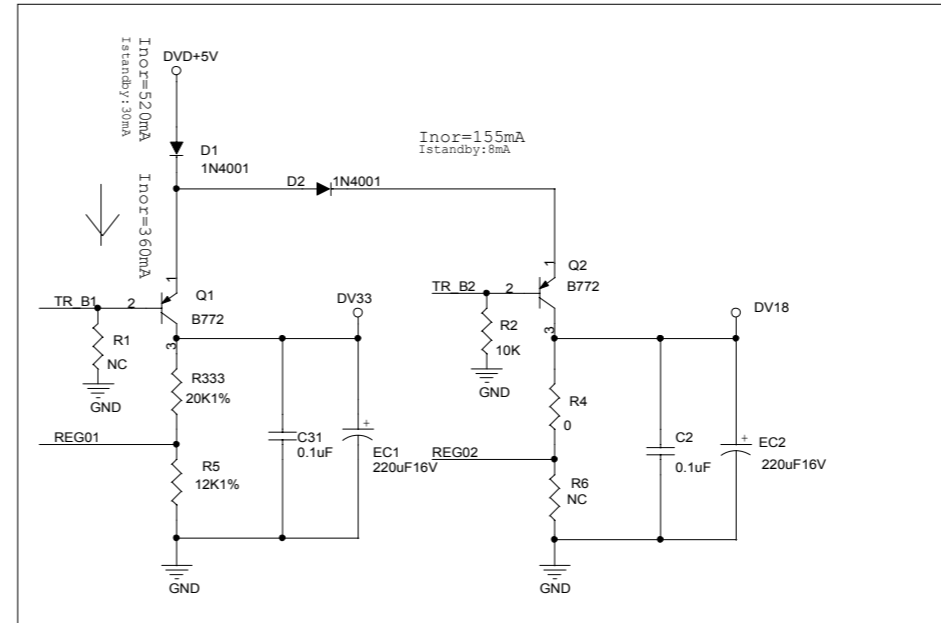 Inor=520mA
Istandby:30mA
DVD+5V
D1
1N4001
Inor=155mA
Istandby:8mA
D2
1N4001
Inor=360mA
1
TR_B1
2
Q1
B772
3
R1
NC
GND
DV33
R333
20K1%
REG01
R5
12K1%
C31
0.1uF
+
EC1
220uF16V
GND
1
TR_B2
2
Q2
B772
3
R2
10K
GND
DV18
R4
0
REG02
R6
NC
C2
0.1uF
+
EC2
220uF16V
GND